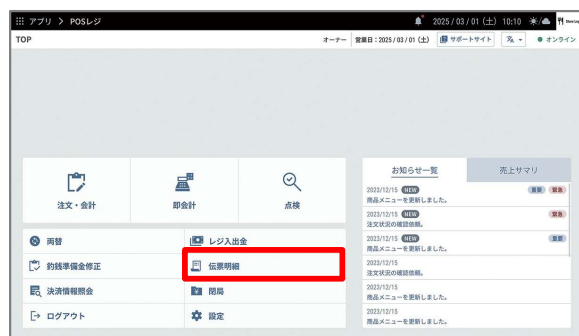 アプリ > POSレジ
2025 / 03 / 01 (土) 10:10
TOP
オーナー 営業日：2025 / 03 / 01 (土) サポートサイト オンライン
注文・会計
即会計
点検
両替
レジ入出金
釣銭準備金修正
伝票明細
決済情報照会
閉局
ログアウト
設定
お知らせ一覧
売上サマリ
2023/12/15 NEW 重要 緊急
商品メニューを更新しました。
2023/12/15 NEW 緊急
注文状況の確認依頼。
2023/12/15 NEW 重要
商品メニューを更新しました。
2023/12/15
注文状況の確認依頼。
2023/12/15
商品メニューを更新しました。
2023/12/15
商品メニューを更新しました。